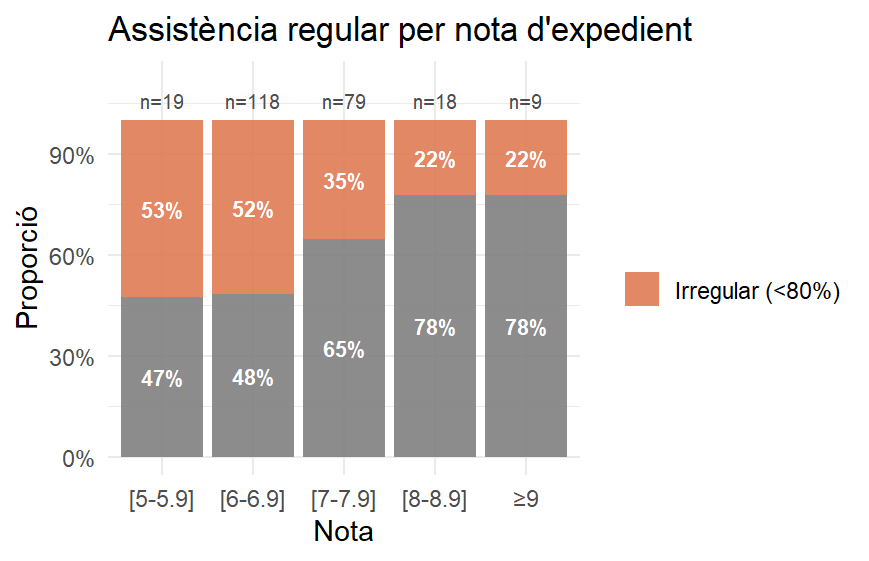 Assistència regular per nota d'expedient
n=19 n=118 n=79 n=18 n=9
90%
60%
30%
0%
Proporció
53% 52% 35% 22% 22%
47% 48% 65% 78% 78%
[5-5.9] [6-6.9] [7-7.9] [8-8.9] ≥9
Nota
Irregular (<80%)